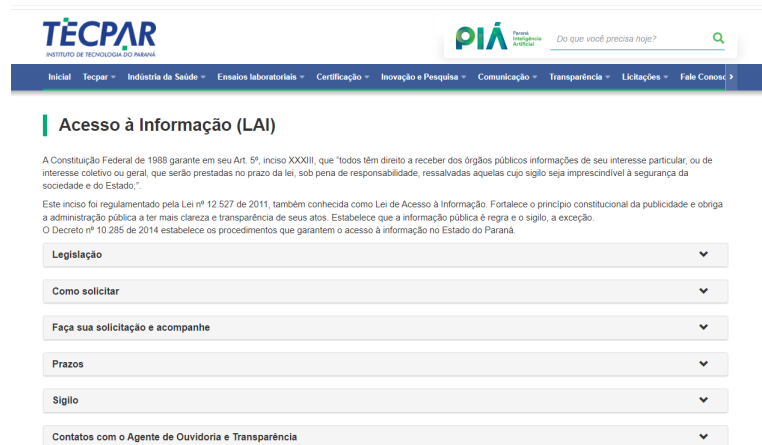 TECPAR
INSTITUTO DE TECNOLOGIA DO PARANÁ
PIÁ Paraná Inteligência Artificial
Do que você precisa hoje?
Inicial Tecpar Indústria da Saúde Ensaios laboratoriais Certificação Inovação e Pesquisa Comunicação Transparência Licitações Fale Conosc
Acesso à Informação (LAI)
A Constituição Federal de 1988 garante em seu Art. 5º, inciso XXXIII, que “todos têm direito a receber dos órgãos públicos informações de seu interesse particular, ou de
interesse coletivo ou geral, que serão prestadas no prazo da lei, sob pena de responsabilidade, ressalvadas aquelas cujo sigilo seja imprescindível à segurança da
sociedade e do Estado;”.
Este inciso foi regulamentado pela Lei nº 12.527 de 2011, também conhecida como Lei de Acesso à Informação. Fortalece o princípio constitucional da publicidade e obriga
a administração pública a ter mais clareza e transparência de seus atos. Estabelece que a informação pública é regra e o sigilo, a exceção.
O Decreto nº 10.285 de 2014 estabelece os procedimentos que garantem o acesso à informação no Estado do Paraná.
Legislação
Como solicitar
Faça sua solicitação e acompanhe
Prazos
Sigilo
Contatos com o Agente de Ouvidoria e Transparência